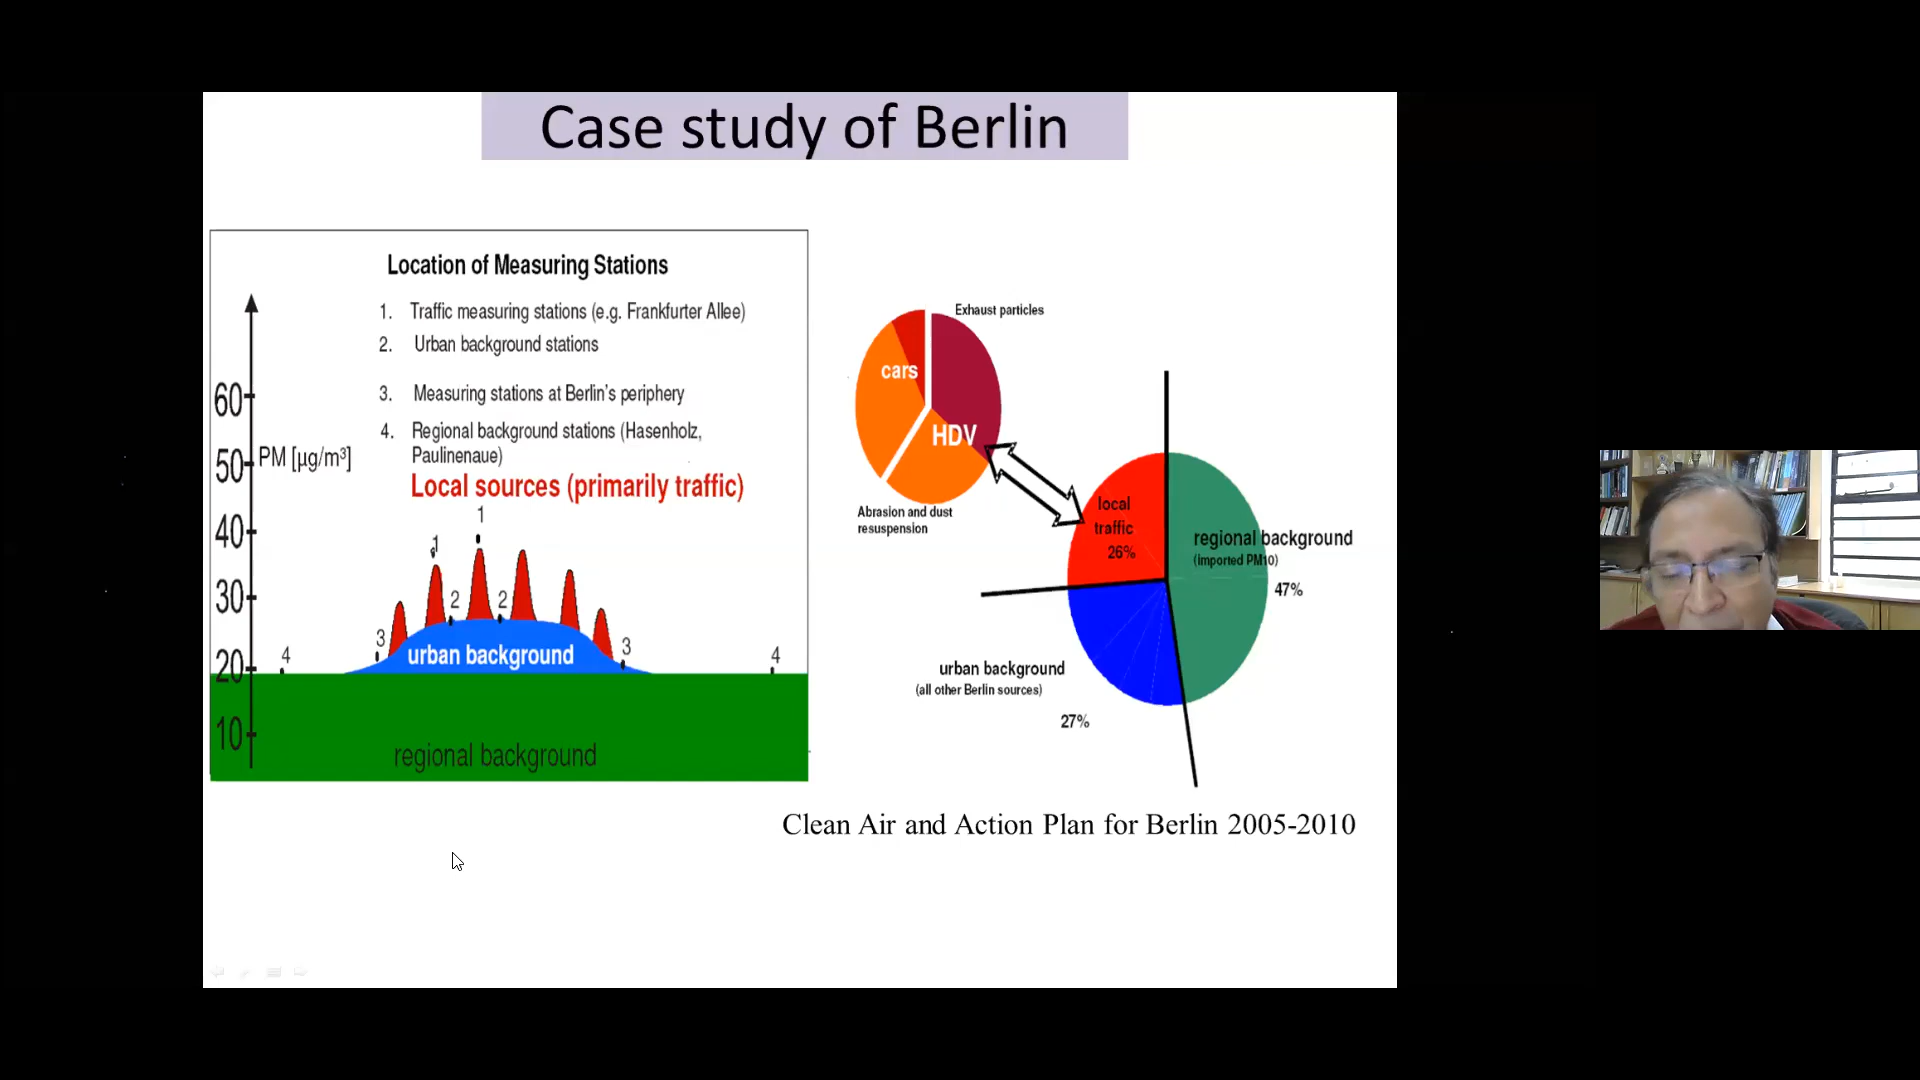 Case study of Berlin
Location of Measuring Stations
1. Traffic measuring stations (e.g. Frankfurter Allee)
2. Urban background stations
3. Measuring stations at Berlin's periphery
4. Regional background stations (Hasenholz,
Paulinenaue)
Local sources (primarily traffic)
60
PM [µg/m³]
50
40
30
20
10
1
1
2
2
3
3
4
4
urban background
regional background
Exhaust particles
cars
HDV
Abrasion and dust
resuspension
local
traffic
26%
regional background
(imported PM10)
47%
urban background
(all other Berlin sources)
27%
Clean Air and Action Plan for Berlin 2005-2010